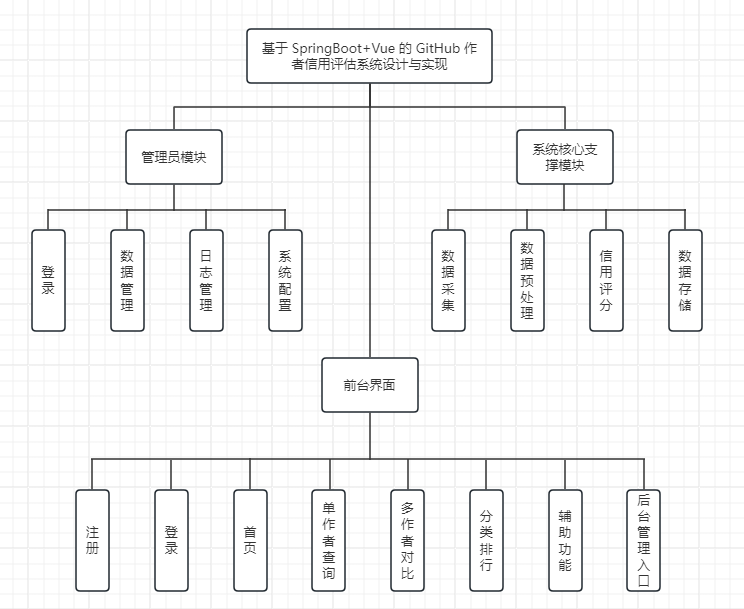 基于 SpringBoot+Vue 的 GitHub 作
者信用评估系统设计与实现
管理员模块
系统核心支
撑模块
登录
数据管理
日志管理
系统配置
数据采集
数据预处理
信用评分
数据存储
前台界面
注册
登录
首页
单作者查询
多作者对比
分类排行
辅助功能
后台管理入口